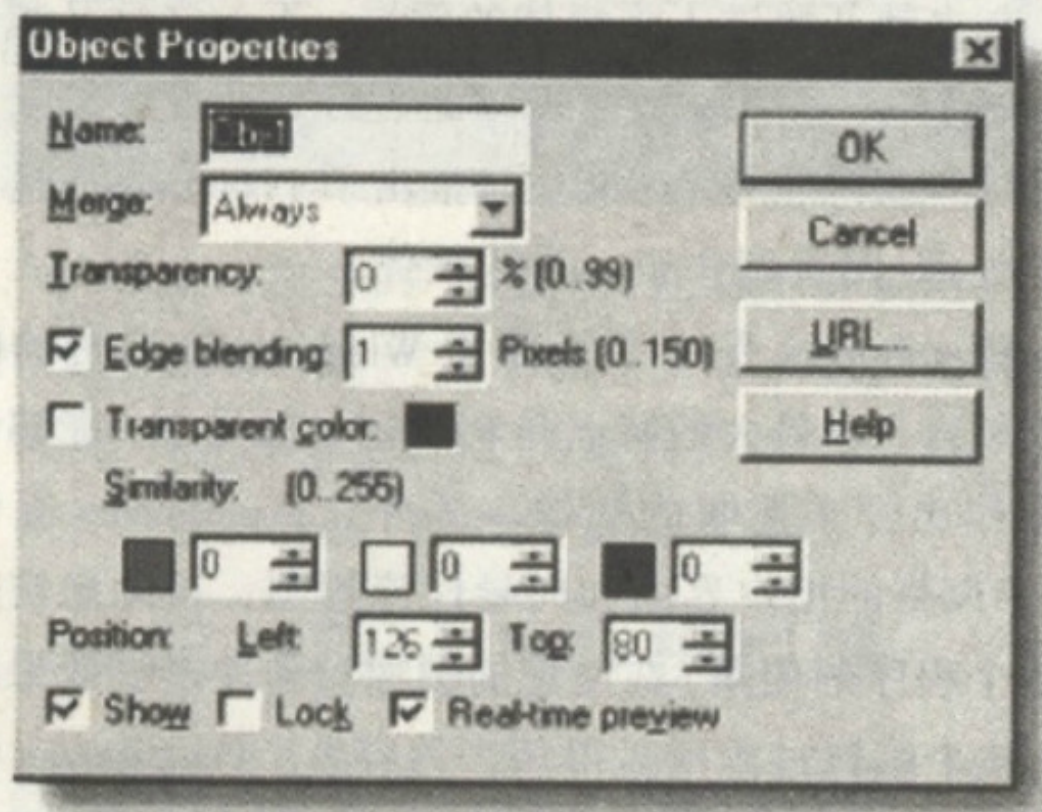 Object Properties
Name:
OK
Merge: Always
Cancel
Transparency: 0 % (0..99)
URL...
Edge blending: 1 Pixels (0..150)
Help
Transparent color:
Similarity: (0..255)
0 0 0
Position: Left: 126 Top: 80
Show Lock Real-time preview